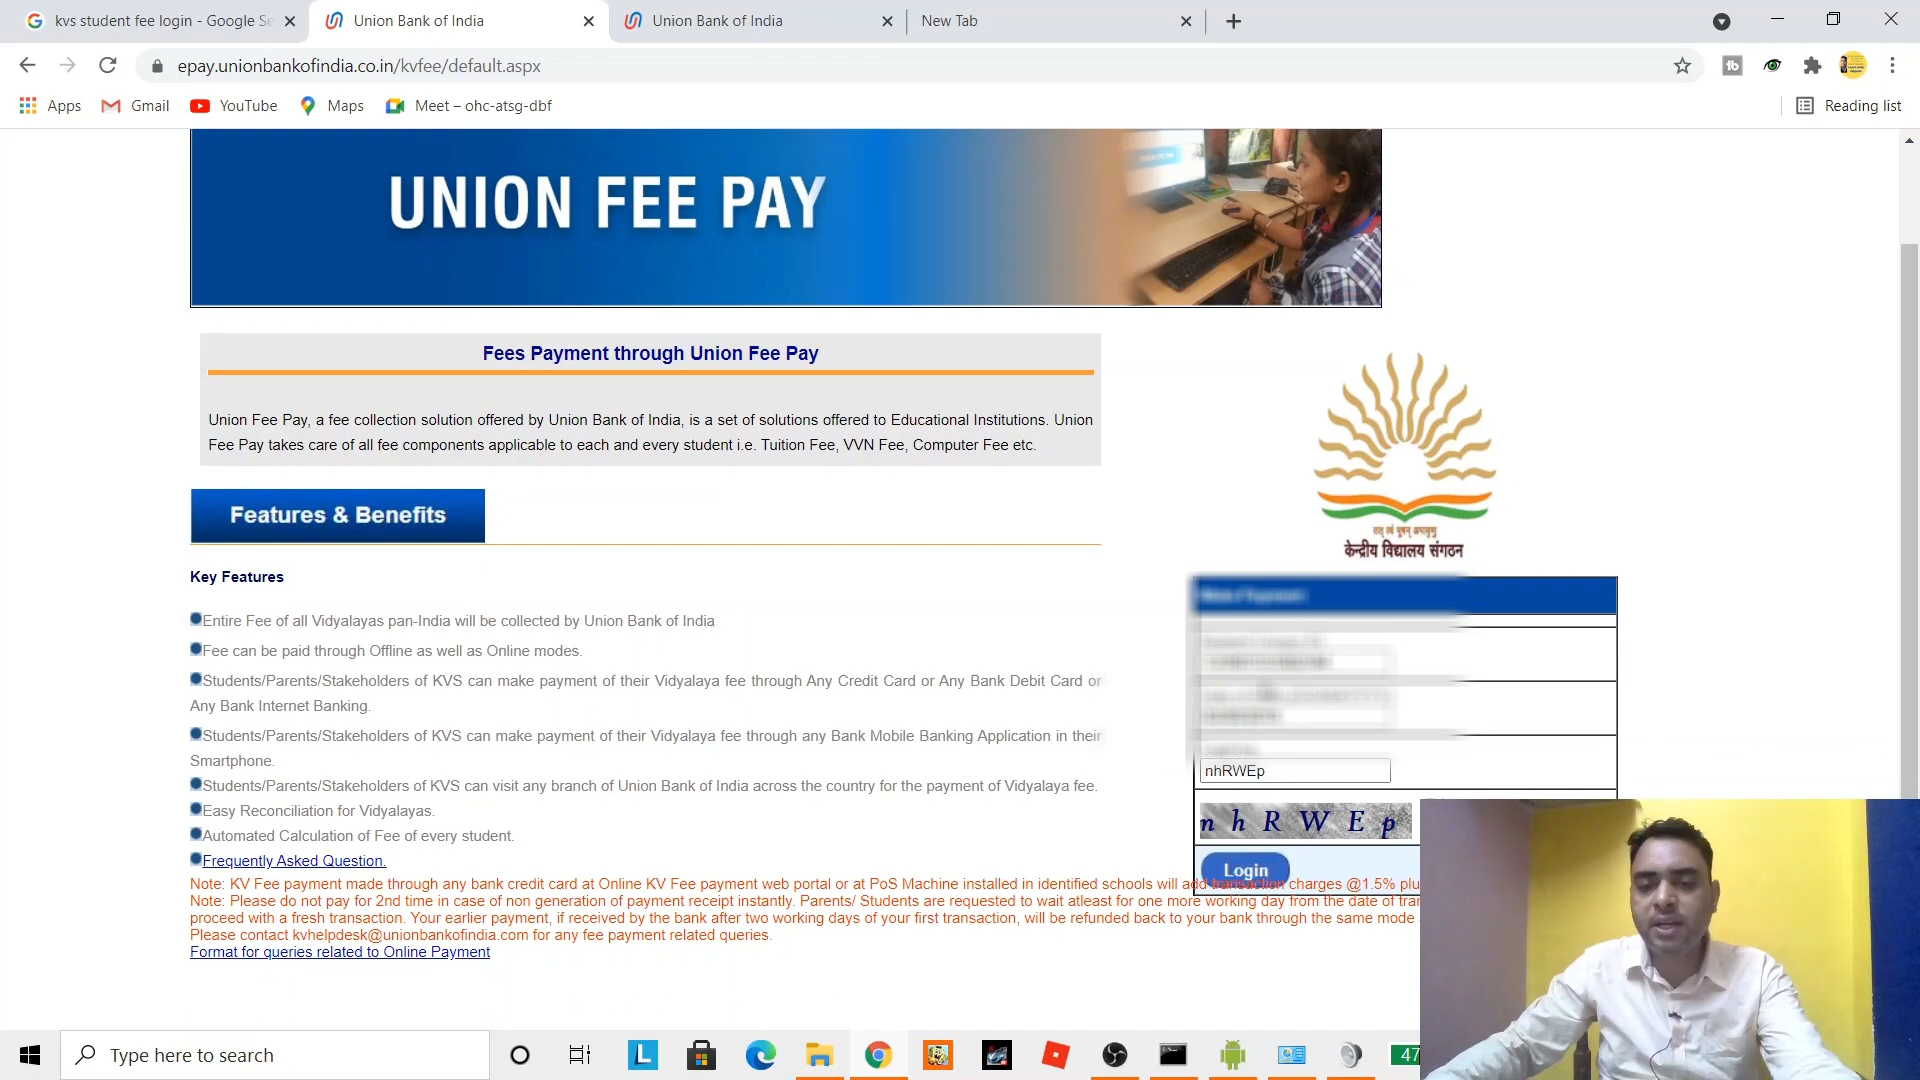 kvs student fee login - Google Se
Union Bank of India
Union Bank of India
New Tab
epay.unionbankofindia.co.in/kvfee/default.aspx
Apps
Gmail
YouTube
Maps
Meet – ohc-atsg-dbf
Reading list
UNION FEE PAY
Fees Payment through Union Fee Pay
Union Fee Pay, a fee collection solution offered by Union Bank of India, is a set of solutions offered to Educational Institutions. Union
Fee Pay takes care of all fee components applicable to each and every student i.e. Tuition Fee, VVN Fee, Computer Fee etc.
केन्द्रीय विद्यालय संगठन
Features & Benefits
Key Features
Entire Fee of all Vidyalayas pan-India will be collected by Union Bank of India
Fee can be paid through Offline as well as Online modes.
Students/Parents/Stakeholders of KVS can make payment of their Vidyalaya fee through Any Credit Card or Any Bank Debit Card or
Any Bank Internet Banking.
Students/Parents/Stakeholders of KVS can make payment of their Vidyalaya fee through any Bank Mobile Banking Application in their
Smartphone.
Students/Parents/Stakeholders of KVS can visit any branch of Union Bank of India across the country for the payment of Vidyalaya fee.
Easy Reconciliation for Vidyalayas.
Automated Calculation of Fee of every student.
Frequently Asked Question.
nhRWEp
n h R W E p
Login
Note: KV Fee payment made through any bank credit card at Online KV Fee payment web portal or at PoS Machine installed in identified schools will add transaction charges @1.5% plu
Note: Please do not pay for 2nd time in case of non generation of payment receipt instantly. Parents/ Students are requested to wait atleast for one more working day from the date of tran
proceed with a fresh transaction. Your earlier payment, if received by the bank after two working days of your first transaction, will be refunded back to your bank through the same mode
Please contact kvhelpdesk@unionbankofindia.com for any fee payment related queries.
Format for queries related to Online Payment
Type here to search
47